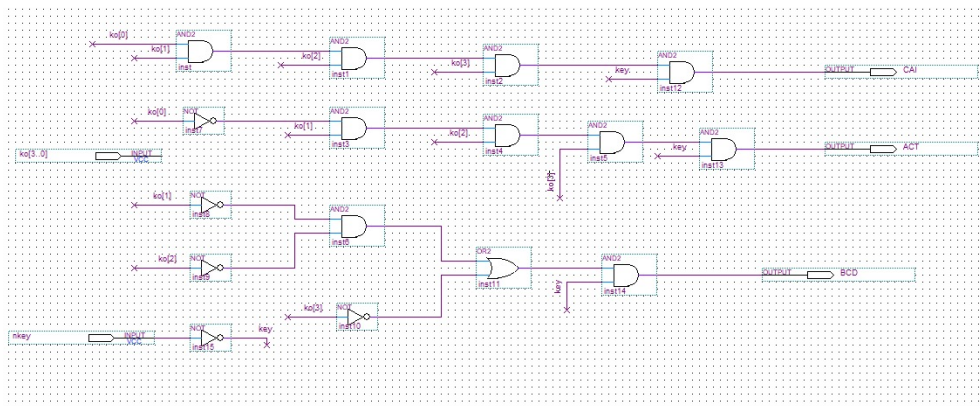 ko[0]
AND2
ko[1]
inst
AND2
ko[2]
inst1
AND2
ko[3]
inst2
AND2
key
inst12
OUTPUT CAI
ko[0]
NOT
inst7
AND2
ko[1]
inst3
AND2
ko[2]
inst4
AND2
inst5
AND2
key
inst13
OUTPUT ACT
ko[3..0] INPUT
VCC
ko[1]
NOT
inst8
AND2
inst6
ko[2]
NOT
inst9
OR2
inst11
AND2
key
inst14
OUTPUT BCD
ko[3]
NOT
inst10
nkey INPUT
VCC
NOT
inst15
key